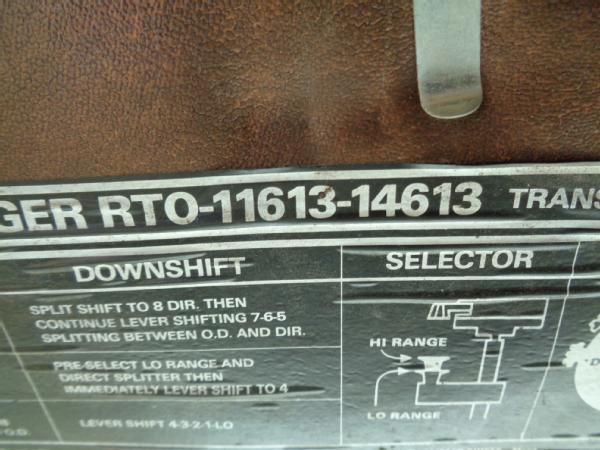 GER RTO-11613-14613 TRANS
DOWNSHIFT
SELECTOR
SPLIT SHIFT TO 8 DIR. THEN
CONTINUE LEVER SHIFTING 7-6-5
SPLITTING BETWEEN O.D. AND DIR.
PRE-SELECT LO RANGE AND
DIRECT SPLITTER THEN
IMMEDIATELY LEVER SHIFT TO 4
LEVER SHIFT 4-3-2-1-LO
HI RANGE
LO RANGE